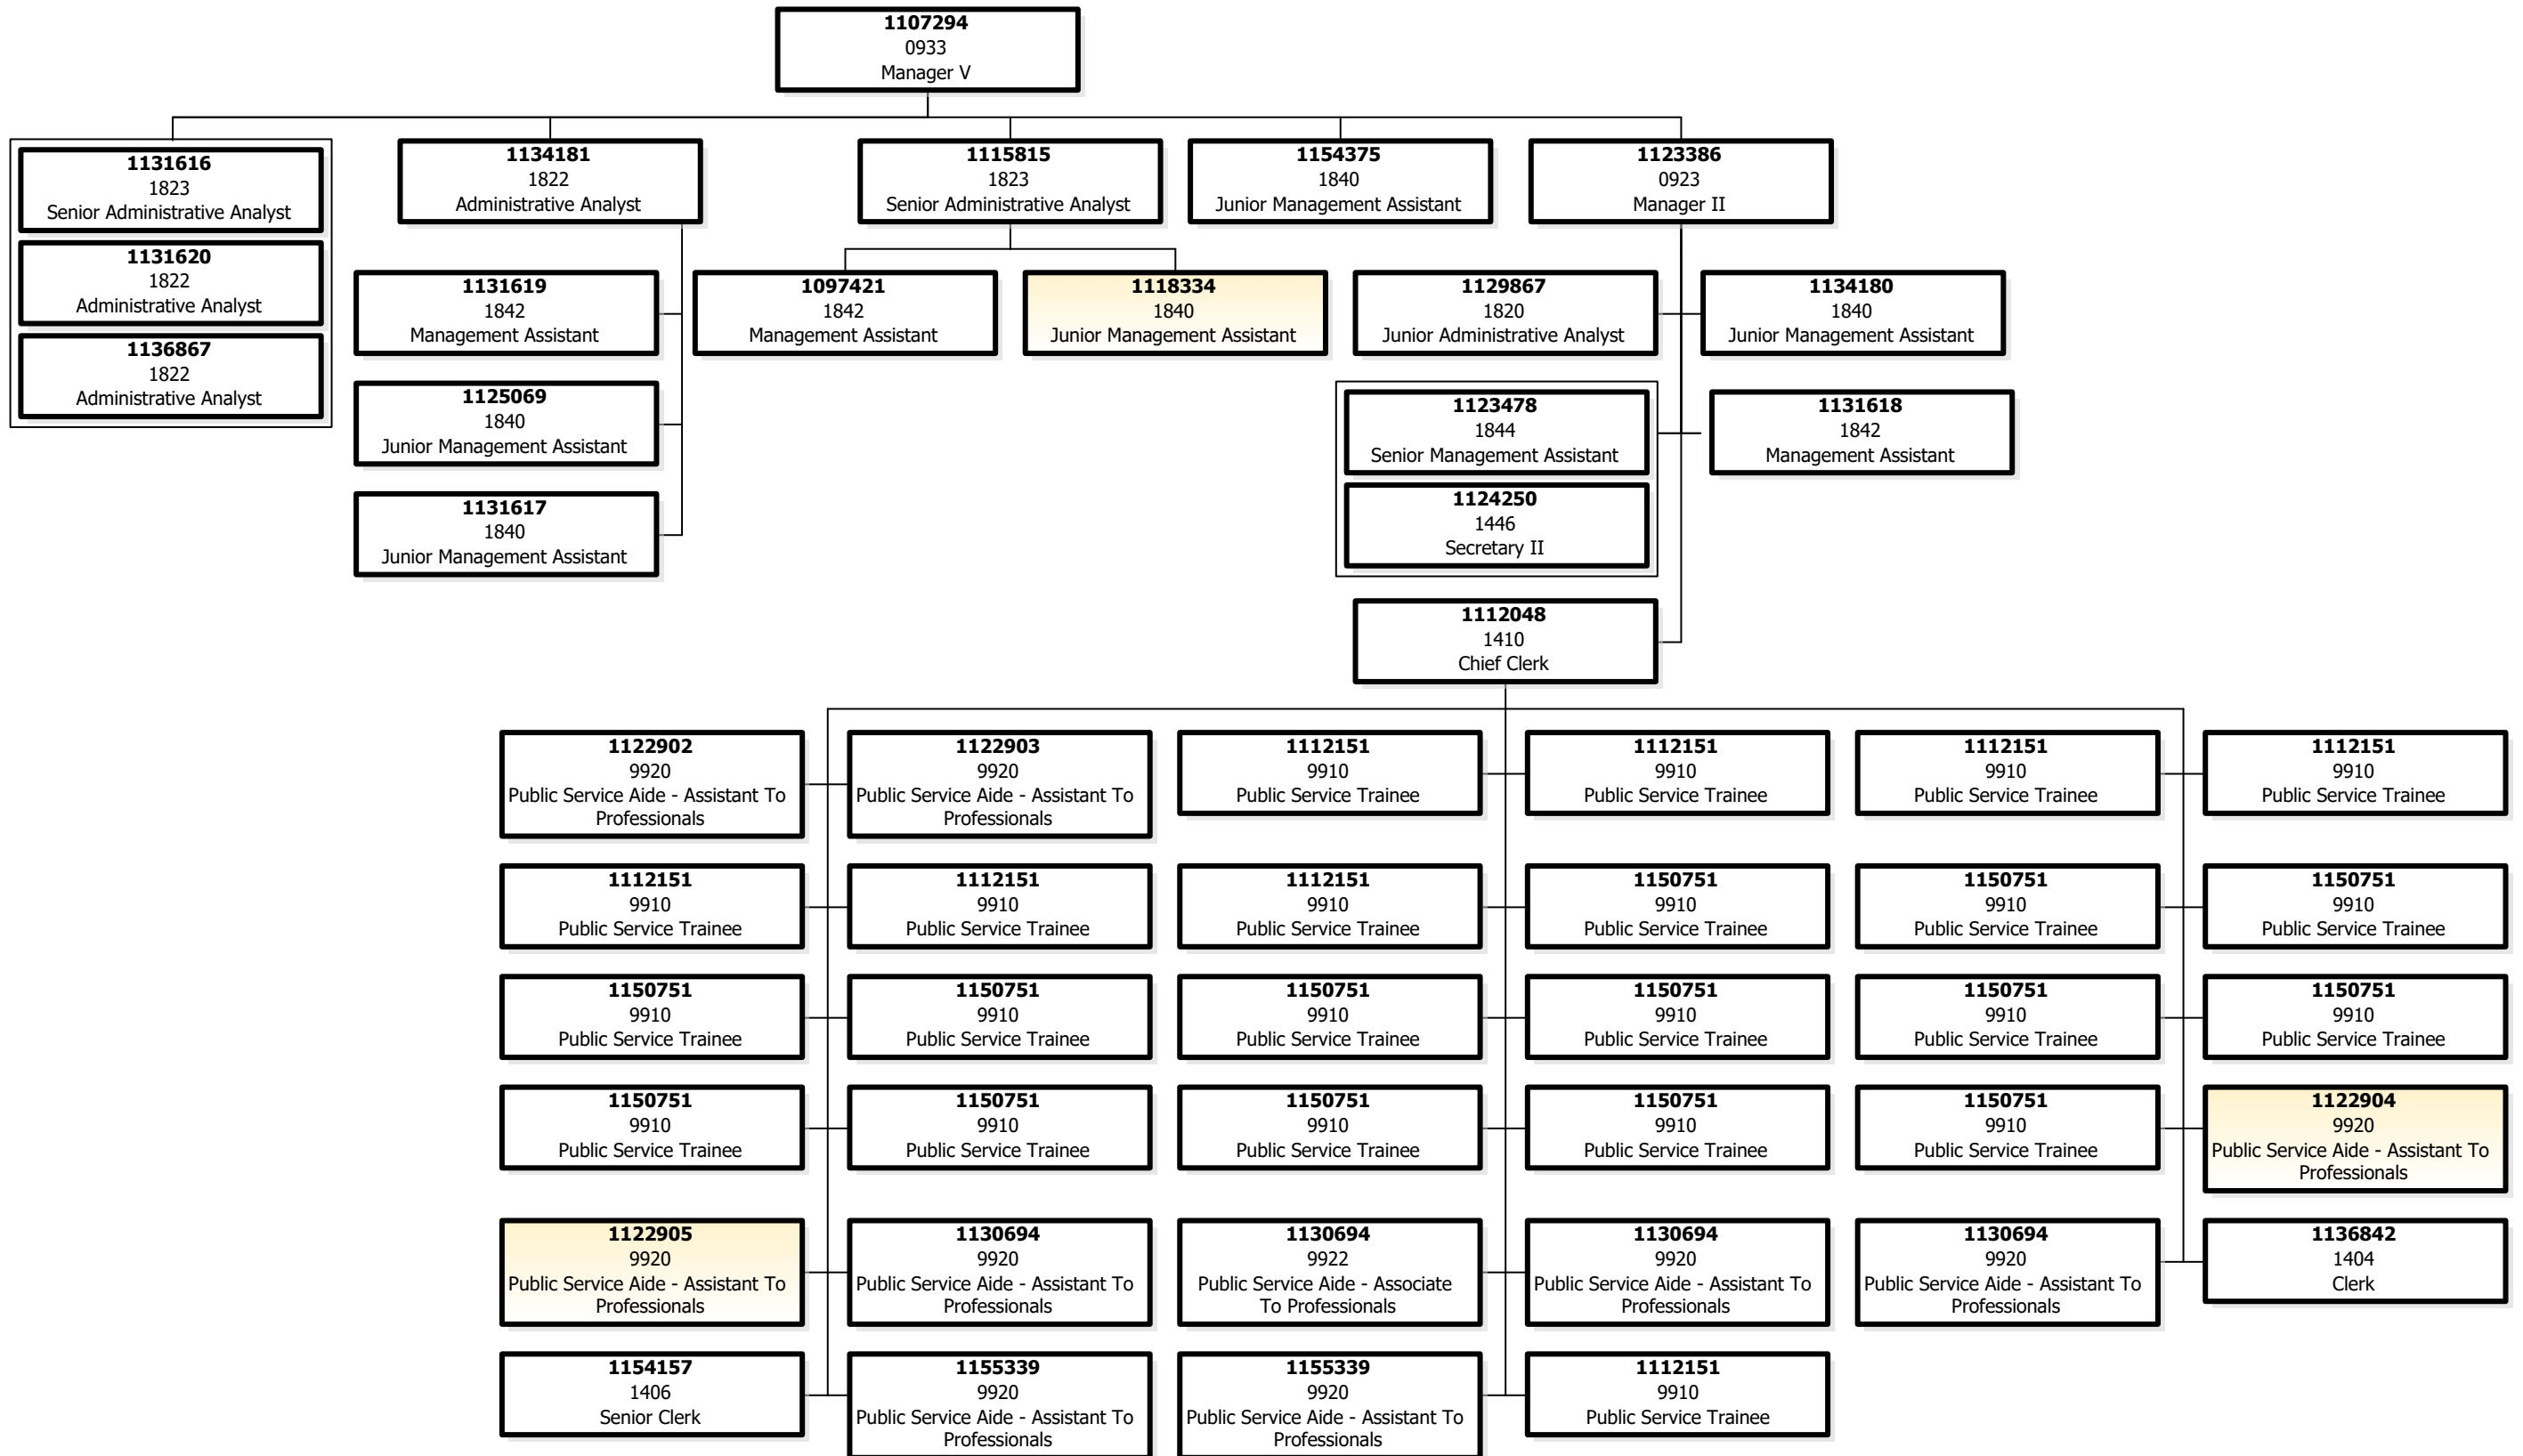 1107294
0933
Manager V
1131616
1823
Senior Administrative Analyst
1131620
1822
Administrative Analyst
1136867
1822
Administrative Analyst
1134181
1822
Administrative Analyst
1115815
1823
Senior Administrative Analyst
1154375
1840
Junior Management Assistant
1123386
0923
Manager II
1131619
1842
Management Assistant
1125069
1840
Junior Management Assistant
1131617
1840
Junior Management Assistant
1097421
1842
Management Assistant
1118334
1840
Junior Management Assistant
1129867
1820
Junior Administrative Analyst
1134180
1840
Junior Management Assistant
1123478
1844
Senior Management Assistant
1124250
1446
Secretary II
1131618
1842
Management Assistant
1112048
1410
Chief Clerk
1122902
9920
Public Service Aide - Assistant To
Professionals
1122903
9920
Public Service Aide - Assistant To
Professionals
1112151
9910
Public Service Trainee
1112151
9910
Public Service Trainee
1112151
9910
Public Service Trainee
1112151
9910
Public Service Trainee
1112151
9910
Public Service Trainee
1112151
9910
Public Service Trainee
1112151
9910
Public Service Trainee
1150751
9910
Public Service Trainee
1150751
9910
Public Service Trainee
1150751
9910
Public Service Trainee
1150751
9910
Public Service Trainee
1150751
9910
Public Service Trainee
1150751
9910
Public Service Trainee
1150751
9910
Public Service Trainee
1150751
9910
Public Service Trainee
1150751
9910
Public Service Trainee
1150751
9910
Public Service Trainee
1150751
9910
Public Service Trainee
1150751
9910
Public Service Trainee
1150751
9910
Public Service Trainee
1150751
9910
Public Service Trainee
1122904
9920
Public Service Aide - Assistant To
Professionals
1122905
9920
Public Service Aide - Assistant To
Professionals
1130694
9920
Public Service Aide - Assistant To
Professionals
1130694
9922
Public Service Aide - Associate
To Professionals
1130694
9920
Public Service Aide - Assistant To
Professionals
1130694
9920
Public Service Aide - Assistant To
Professionals
1136842
1404
Clerk
1154157
1406
Senior Clerk
1155339
9920
Public Service Aide - Assistant To
Professionals
1155339
9920
Public Service Aide - Assistant To
Professionals
1112151
9910
Public Service Trainee